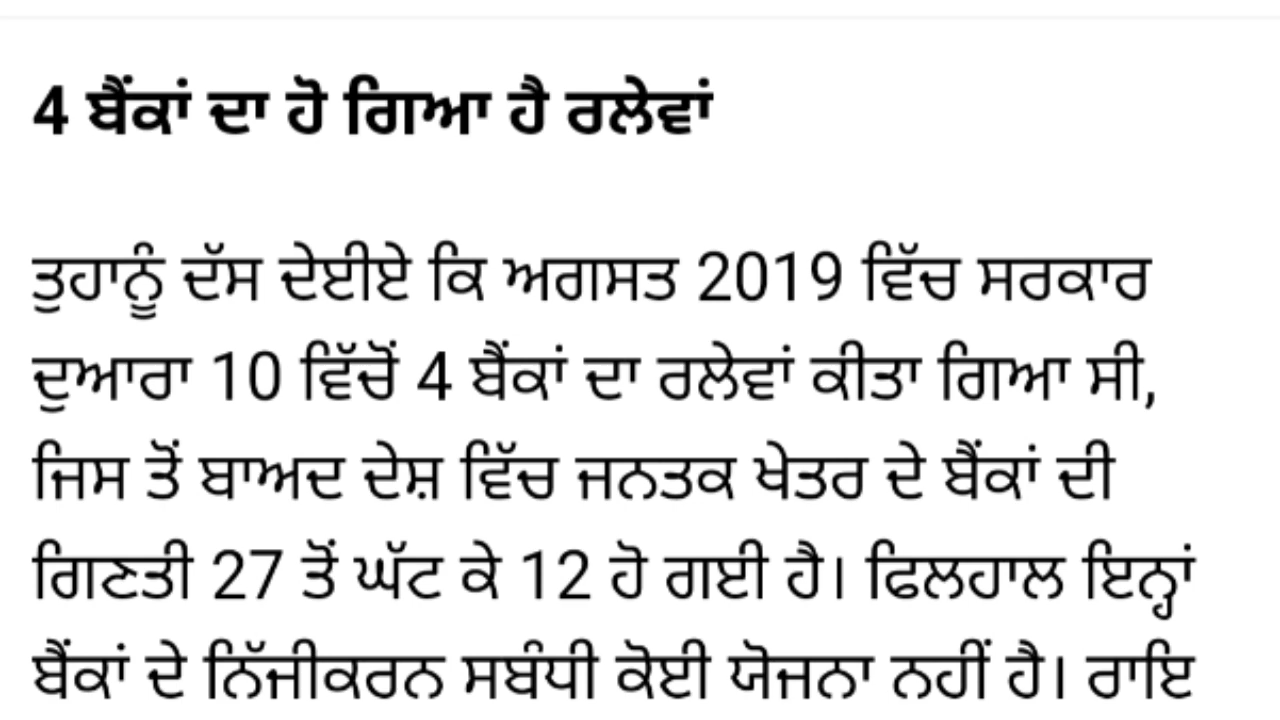 4 ਬੈਂਕਾਂ ਦਾ ਹੋ ਗਿਆ ਹੈ ਰਲੇਵਾਂ
ਤੁਹਾਨੂੰ ਦੱਸ ਦੇਈਏ ਕਿ ਅਗਸਤ 2019 ਵਿੱਚ ਸਰਕਾਰ
ਦੁਆਰਾ 10 ਵਿੱਚੋਂ 4 ਬੈਂਕਾਂ ਦਾ ਰਲੇਵਾਂ ਕੀਤਾ ਗਿਆ ਸੀ,
ਜਿਸ ਤੋਂ ਬਾਅਦ ਦੇਸ਼ ਵਿੱਚ ਜਨਤਕ ਖੇਤਰ ਦੇ ਬੈਂਕਾਂ ਦੀ
ਗਿਣਤੀ 27 ਤੋਂ ਘੱਟ ਕੇ 12 ਹੋ ਗਈ ਹੈ। ਫਿਲਹਾਲ ਇਨ੍ਹਾਂ
ਬੈਂਕਾਂ ਦੇ ਨਿੱਜੀਕਰਨ ਸਬੰਧੀ ਕੋਈ ਯੋਜਨਾ ਨਹੀਂ ਹੈ। ਰਾਇ